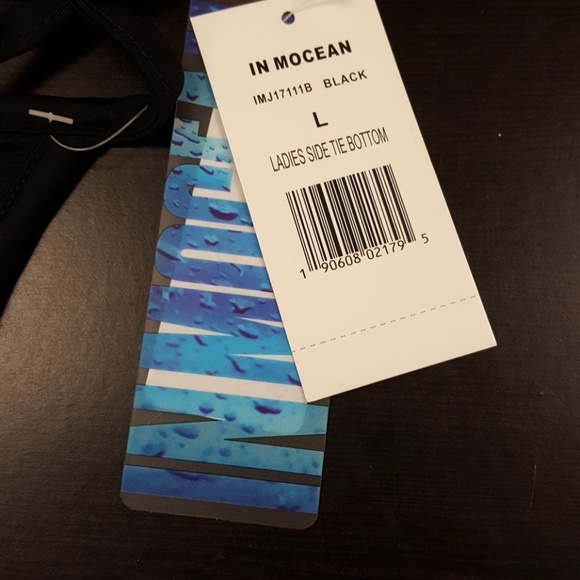 IN MOCEAN
IMJ17111B BLACK
L
LADIES SIDE TIE BOTTOM
1 90608 02179 5